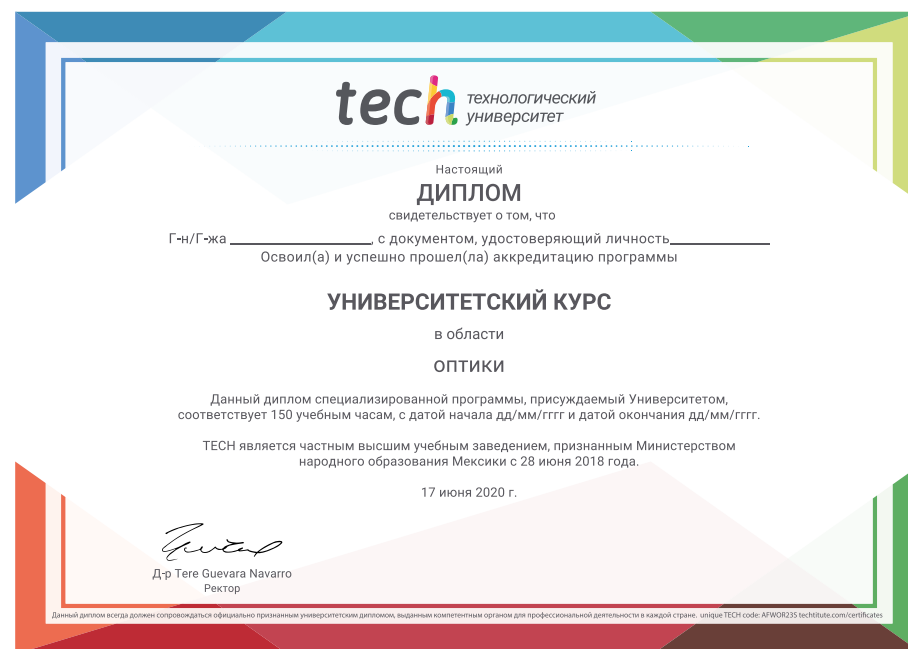 tech технологический
университет
Настоящий
ДИПЛОМ
свидетельствует о том, что
Г-н/Г-жа ____________________, с документом, удостоверяющий личность______________
Освоил(а) и успешно прошел(ла) аккредитацию программы
УНИВЕРСИТЕТСКИЙ КУРС
в области
ОПТИКИ
Данный диплом специализированной программы, присуждаемый Университетом,
соответствует 150 учебным часам, с датой начала дд/мм/гггг и датой окончания дд/мм/гггг.
TECH является частным высшим учебным заведением, признанным Министерством
народного образования Мексики с 28 июня 2018 года.
17 июня 2020 г.
Д-р Tere Guevara Navarro
Ректор
Данный диплом всегда должен сопровождаться официально признанным университетским дипломом, выданным компетентным органом для профессиональной деятельности в каждой стране. unique TECH code: AFWOR23S techtitute.com/certificates